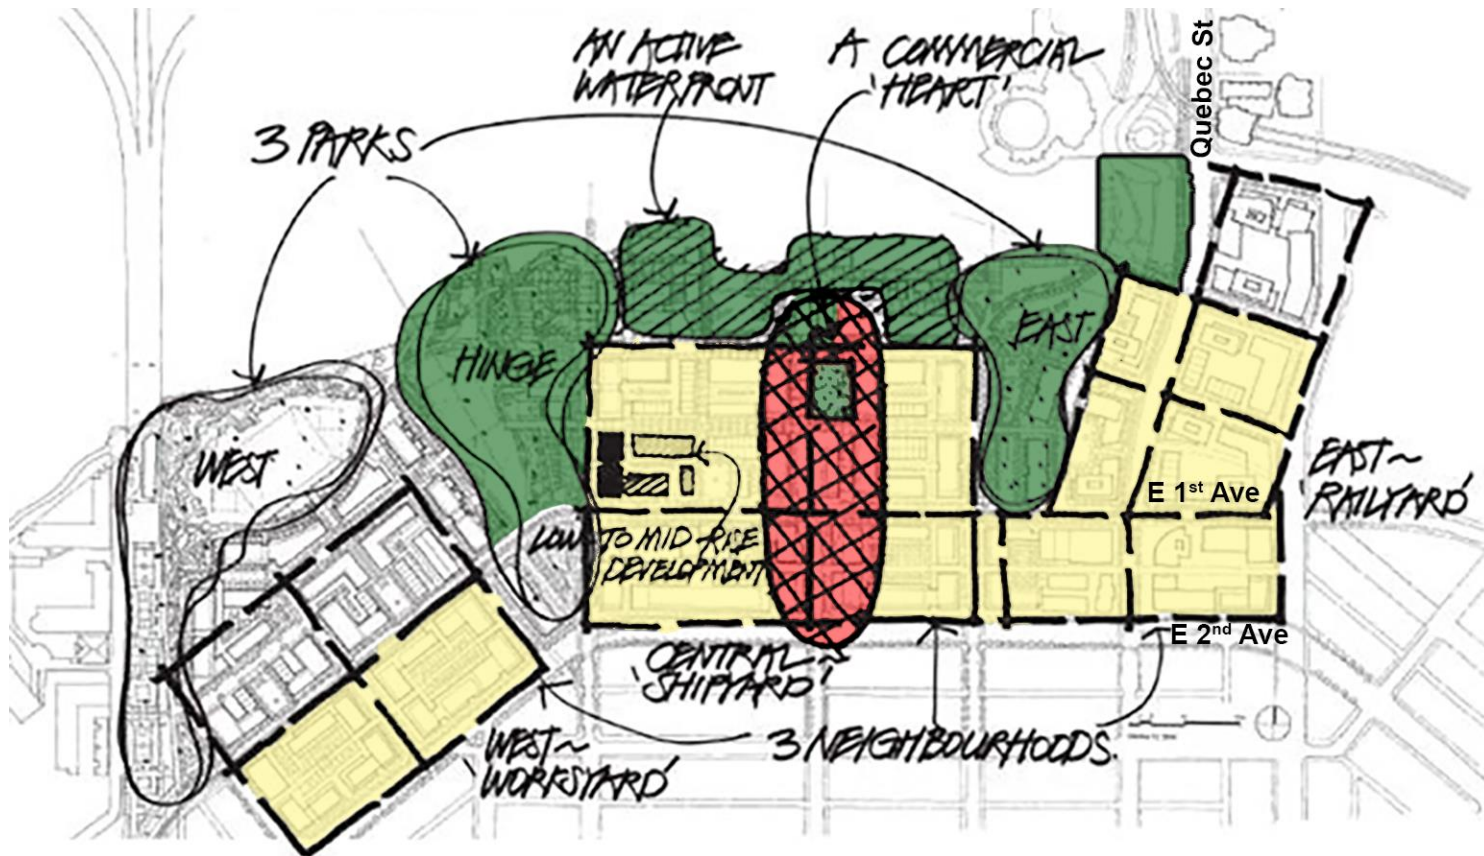 AN ACTIVE
WATERFRONT
A COMMERCIAL
'HEART'
Quebec St
3 PARKS
HINGE
EAST
WEST
EAST~
RAILYARD'
E 1st Ave
LOW TO MID-RISE
DEVELOPMENT
E 2nd Ave
CENTRAL~
'SHIPYARD'
3 NEIGHBOURHOODS.
WEST~
'WORKSYARD'